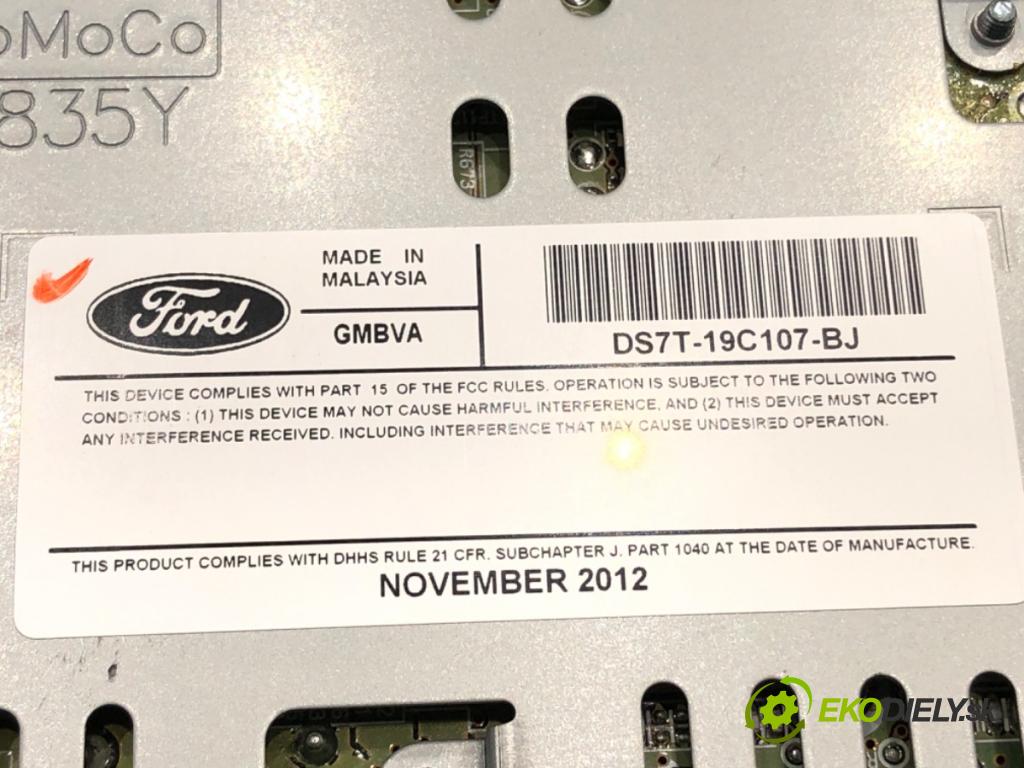 oMoCo
835Y
R673
Ford
MADE IN
MALAYSIA
GMBVA
DS7T-19C107-BJ
THIS DEVICE COMPLIES WITH PART 15 OF THE FCC RULES. OPERATION IS SUBJECT TO THE FOLLOWING TWO
CONDITIONS : (1) THIS DEVICE MAY NOT CAUSE HARMFUL INTERFERENCE, AND (2) THIS DEVICE MUST ACCEPT
ANY INTERFERENCE RECEIVED. INCLUDING INTERFERENCE THAT MAY CAUSE UNDESIRED OPERATION.
THIS PRODUCT COMPLIES WITH DHHS RULE 21 CFR. SUBCHAPTER J. PART 1040 AT THE DATE OF MANUFACTURE.
NOVEMBER 2012
EKODIELY.SK